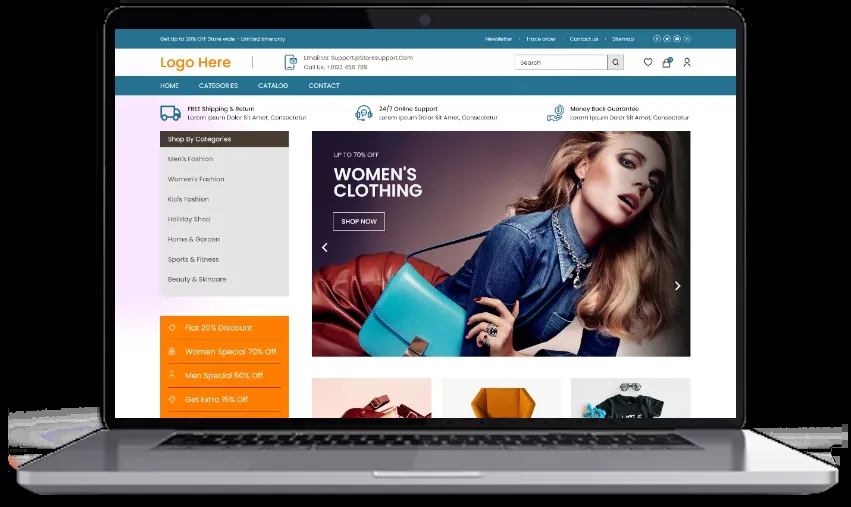 Get Up to 30% OFF Store wide - Limited time only
Newsletter
Trace order
Contact us
Sitemap
Logo Here
Email Us: Support@Storesupport.Com
Call Us: +0123 456 789
Search
HOME
CATEGORIES
CATALOG
CONTACT
FREE Shipping & Return
Lorem Ipsum Dolor Sit Amet, Consectetur
24/7 Online Support
Lorem Ipsum Dolor Sit Amet, Consectetur
Money Back Guarantee
Lorem Ipsum Dolor Sit Amet, Consectetur
Shop By Categories
Men's Fashion
Women's Fashion
Kid's Fashion
Holiday Shop
Home & Garden
Sports & Fitness
Beauty & Skincare
UP TO 70% OFF
WOMEN'S
CLOTHING
SHOP NOW
Flat 20% Discount
Women Special 70% Off
Men Special 50% Off
Get Extra 15% Off